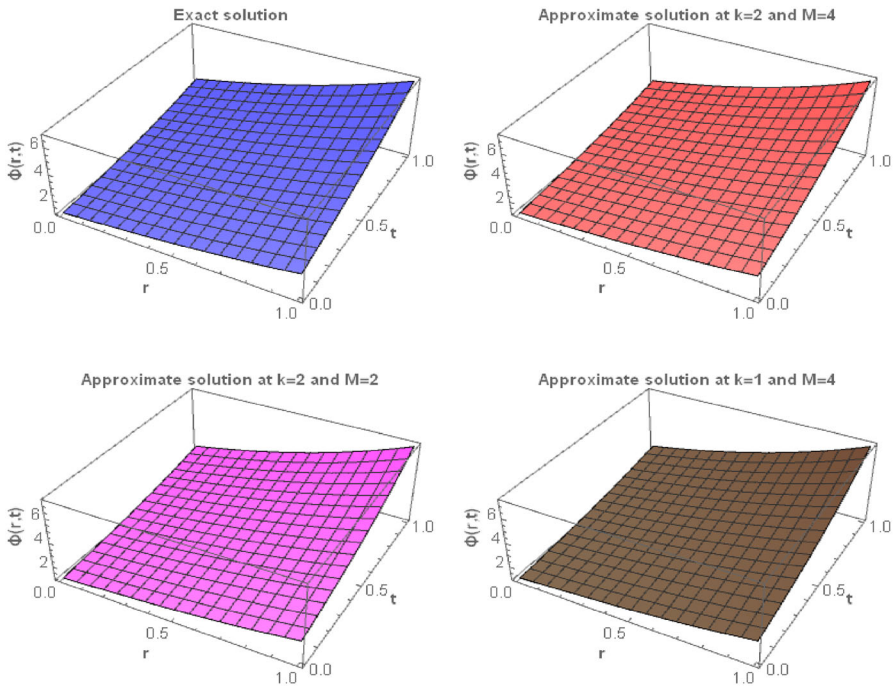 Exact solution
Φ(r,t)
6
4
2
0.0
0.5
1.0
r
0.0
0.5
1.0
t
Approximate solution at k=2 and M=4
Φ(r,t)
6
4
2
0.0
0.5
1.0
r
0.0
0.5
1.0
t
Approximate solution at k=2 and M=2
Φ(r,t)
6
4
2
0.0
0.5
1.0
r
0.0
0.5
1.0
t
Approximate solution at k=1 and M=4
Φ(r,t)
6
4
2
0.0
0.5
1.0
r
0.0
0.5
1.0
t